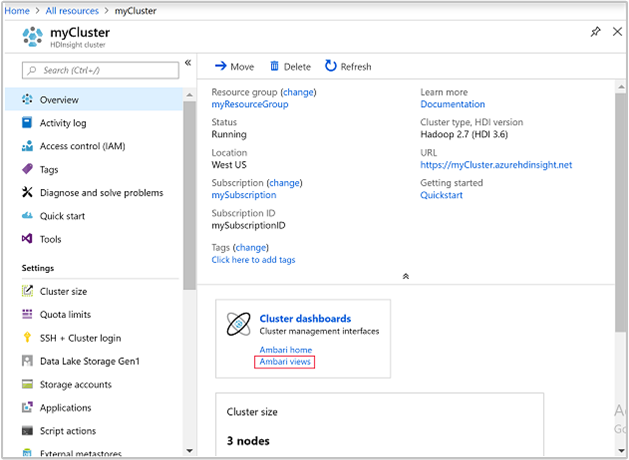 Home > All resources > myCluster
myCluster
HDInsight cluster
Search (Ctrl+/)
«
Overview
Activity log
Access control (IAM)
Tags
Diagnose and solve problems
Quick start
Tools
Settings
Cluster size
Quota limits
SSH + Cluster login
Data Lake Storage Gen1
Storage accounts
Applications
Script actions
External metastores
Move Delete Refresh
Resource group (change)
myResourceGroup
Status
Running
Location
West US
Subscription (change)
mySubscription
Subscription ID
mySubscriptionID
Tags (change)
Click here to add tags
Learn more
Documentation
Cluster type, HDI version
Hadoop 2.7 (HDI 3.6)
URL
https://myCluster.azurehdinsight.net
Getting started
Quickstart
Cluster dashboards
Cluster management interfaces
Ambari home
Ambari views
Cluster size
3 nodes